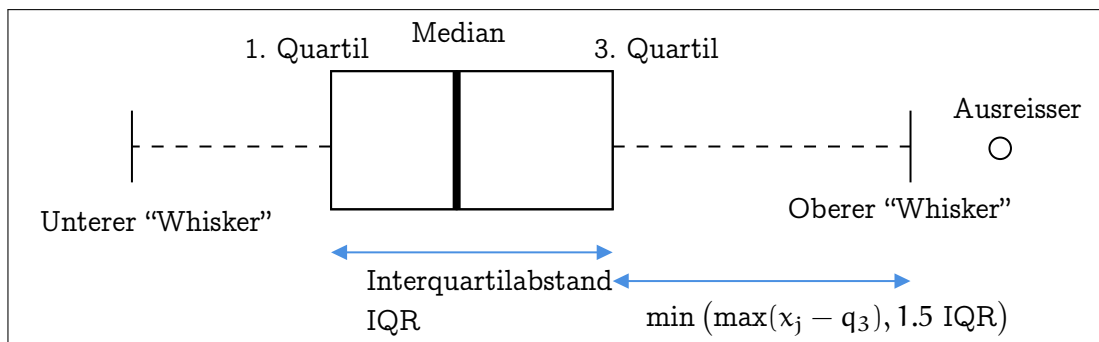 Median
1. Quartil
3. Quartil
Ausreisser
Unterer “Whisker”
Oberer “Whisker”
Interquartilabstand
IQR
min (max(xⱼ − q₃), 1.5 IQR)